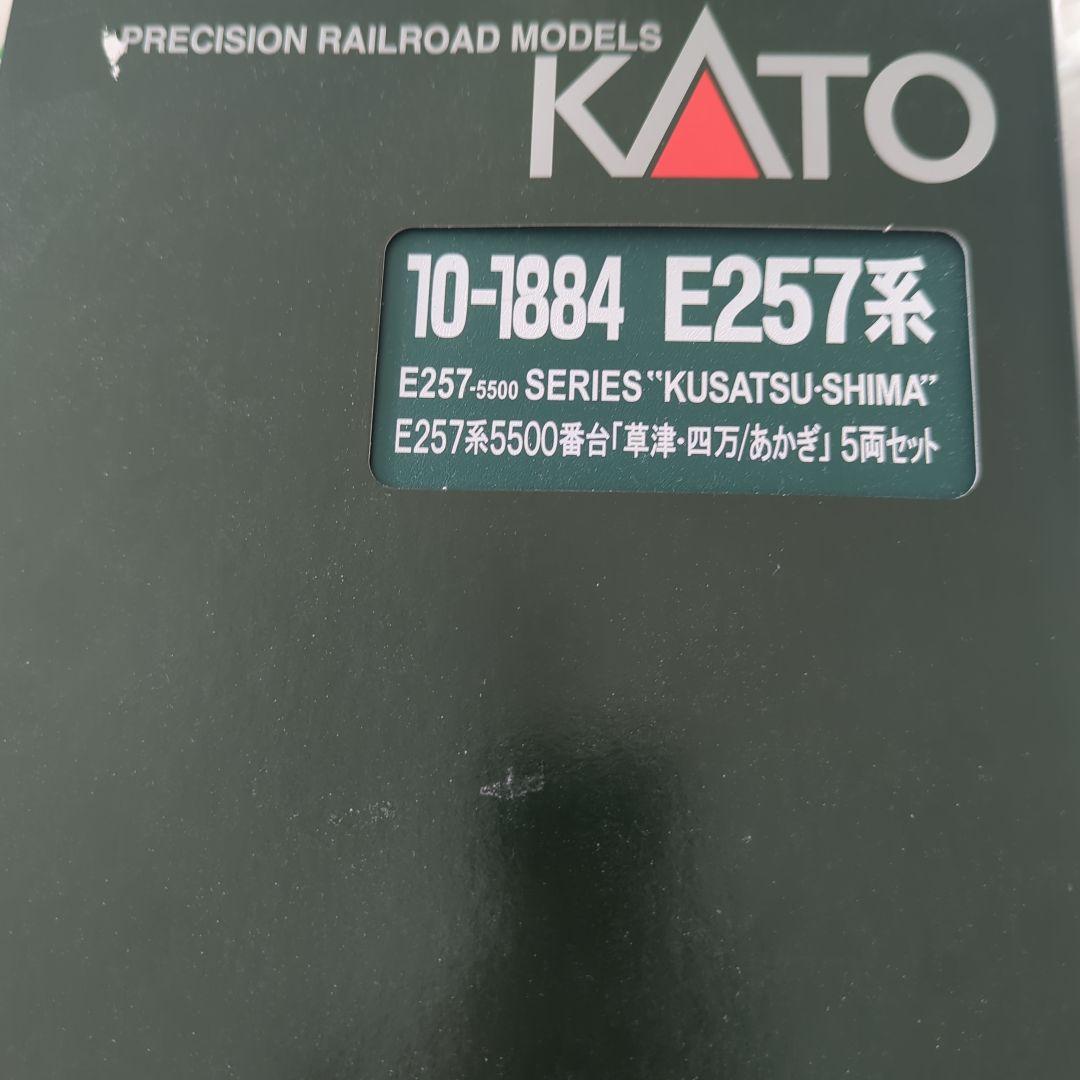 PRECISION RAILROAD MODELS
KATO
10-1884 E257系
E257-5500 SERIES "KUSATSU·SHIMA"
E257系5500番台「草津・四万/あかぎ」5両セット